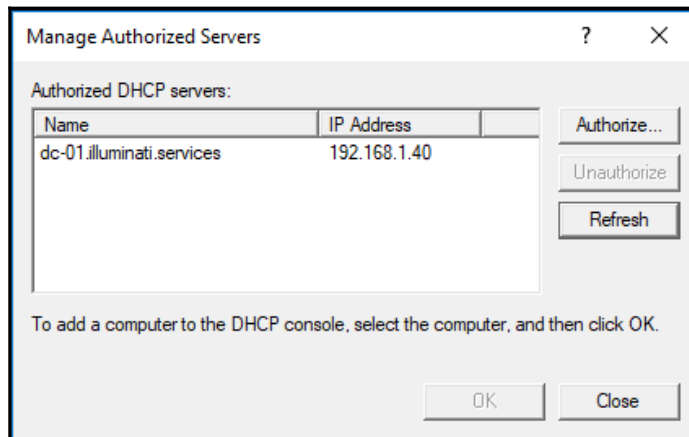 Manage Authorized Servers ?
Authorized DHCP servers:
Name IP Address Authorize...
dc-01.illuminati.services 192.168.1.40
Unauthorize
Refresh
To add a computer to the DHCP console, select the computer, and then click OK.
OK Close